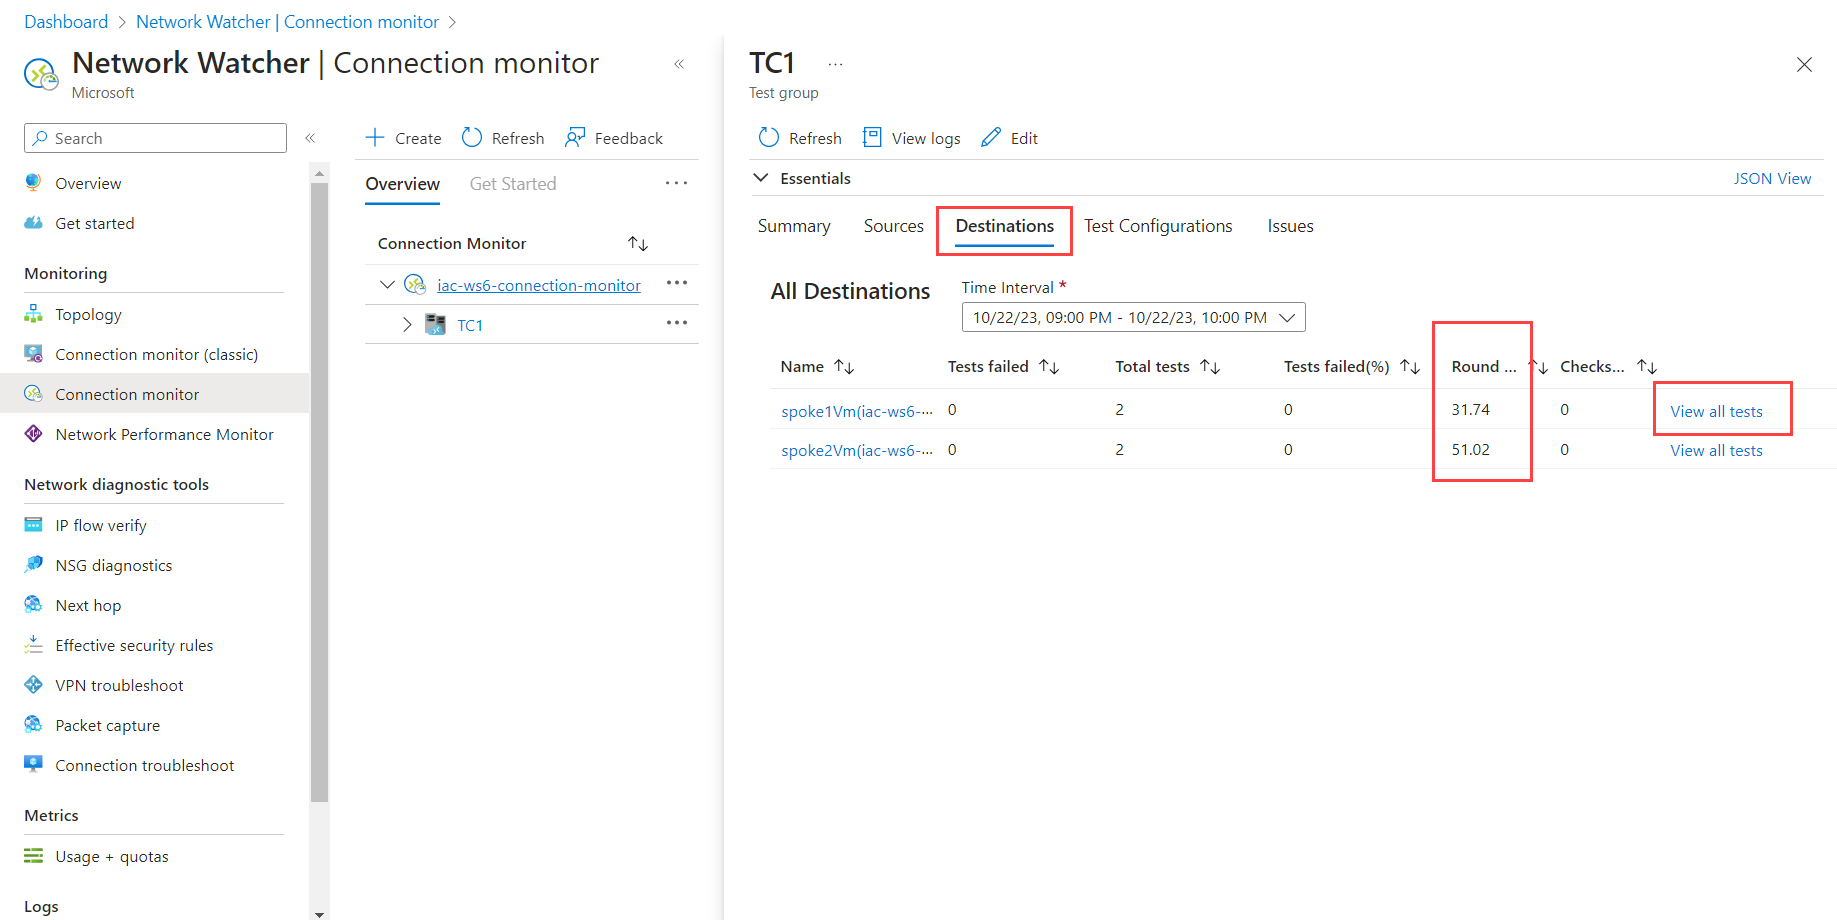 Dashboard > Network Watcher | Connection monitor >
Network Watcher | Connection monitor
Microsoft
Search
Overview
Get started
Monitoring
Topology
Connection monitor (classic)
Connection monitor
Network Performance Monitor
Network diagnostic tools
IP flow verify
NSG diagnostics
Next hop
Effective security rules
VPN troubleshoot
Packet capture
Connection troubleshoot
Metrics
Usage + quotas
Logs
Create Refresh Feedback
Overview Get Started ...
Connection Monitor
iac-ws6-connection-monitor ...
TC1 ...
TC1 ...
Test group
Refresh View logs Edit
Essentials JSON View
Summary Sources Destinations Test Configurations Issues
All Destinations
Time Interval *
10/22/23, 09:00 PM - 10/22/23, 10:00 PM
Name Tests failed Total tests Tests failed(%) Round ... Checks...
spoke1Vm(iac-ws6-... 0 2 0 31.74 0 View all tests
spoke2Vm(iac-ws6-... 0 2 0 51.02 0 View all tests